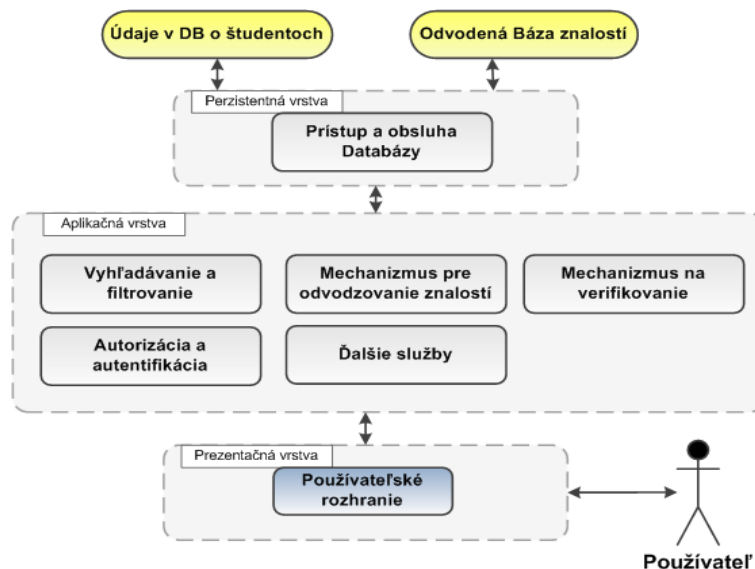 Údaje v DB o študentoch
Odvodená Báza znalostí
Perzistentná vrstva
Prístup a obsluha
Databázy
Aplikačná vrstva
Vyhľadávanie a
filtrovanie
Mechanizmus pre
odvodzovanie znalostí
Mechanizmus na
verifikovanie
Autorizácia a
autentifikácia
Ďalšie služby
Prezentačná vrstva
Používateľské
rozhranie
Používateľ